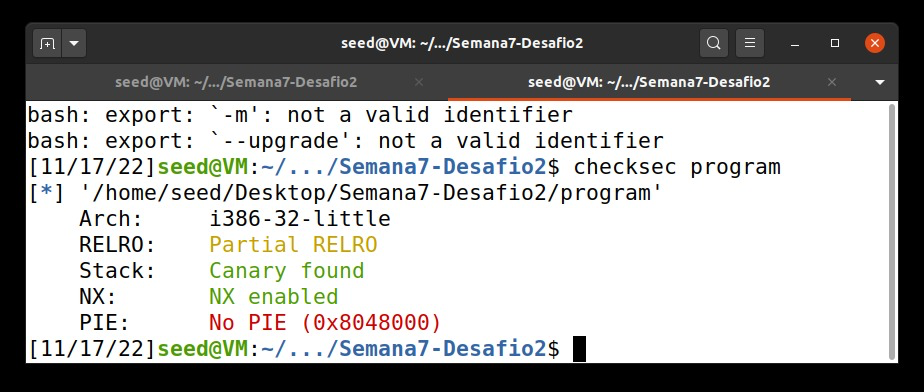 seed@VM: ~/.../Semana7-Desafio2
seed@VM: ~/.../Semana7-Desafio2 seed@VM: ~/.../Semana7-Desafio2
bash: export: `-m': not a valid identifier
bash: export: `--upgrade': not a valid identifier
[11/17/22]seed@VM:~/.../Semana7-Desafio2$ checksec program
[*] '/home/seed/Desktop/Semana7-Desafio2/program'
    Arch:     i386-32-little
    RELRO:    Partial RELRO
    Stack:    Canary found
    NX:       NX enabled
    PIE:      No PIE (0x8048000)
[11/17/22]seed@VM:~/.../Semana7-Desafio2$